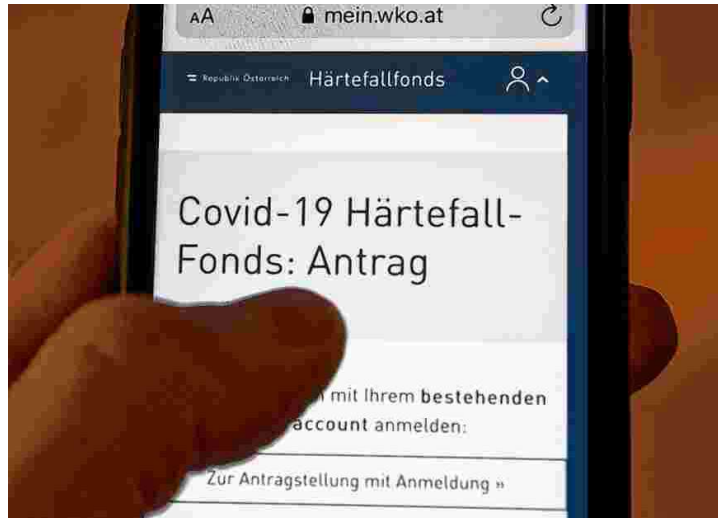 AA mein.wko.at
Republik Österreich Härtefallfonds
Covid-19 Härtefall-
Fonds: Antrag
mit Ihrem bestehenden
account anmelden:
Zur Antragstellung mit Anmeldung »